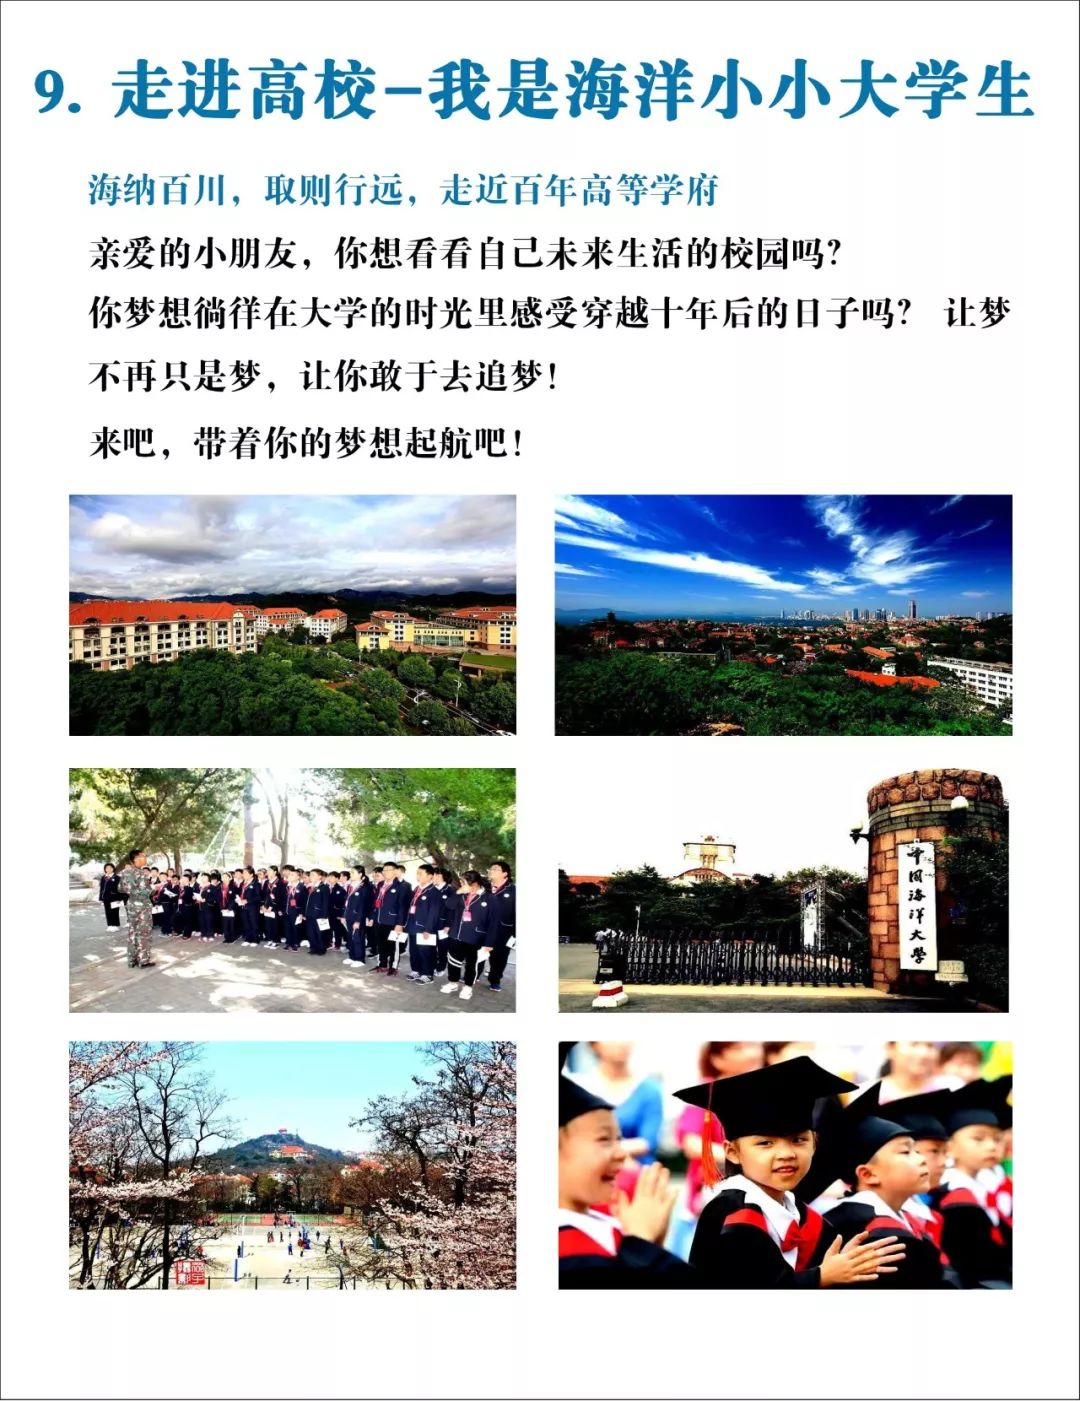 9. 走进高校-我是海洋小小大学生
海纳百川，取则行远，走近百年高等学府
亲爱的小朋友，你想看看自己未来生活的校园吗？
你梦想徜徉在大学的时光里感受穿越十年后的日子吗？ 让梦
不再只是梦，让你敢于去追梦！
来吧，带着你的梦想起航吧！
中国海洋大学